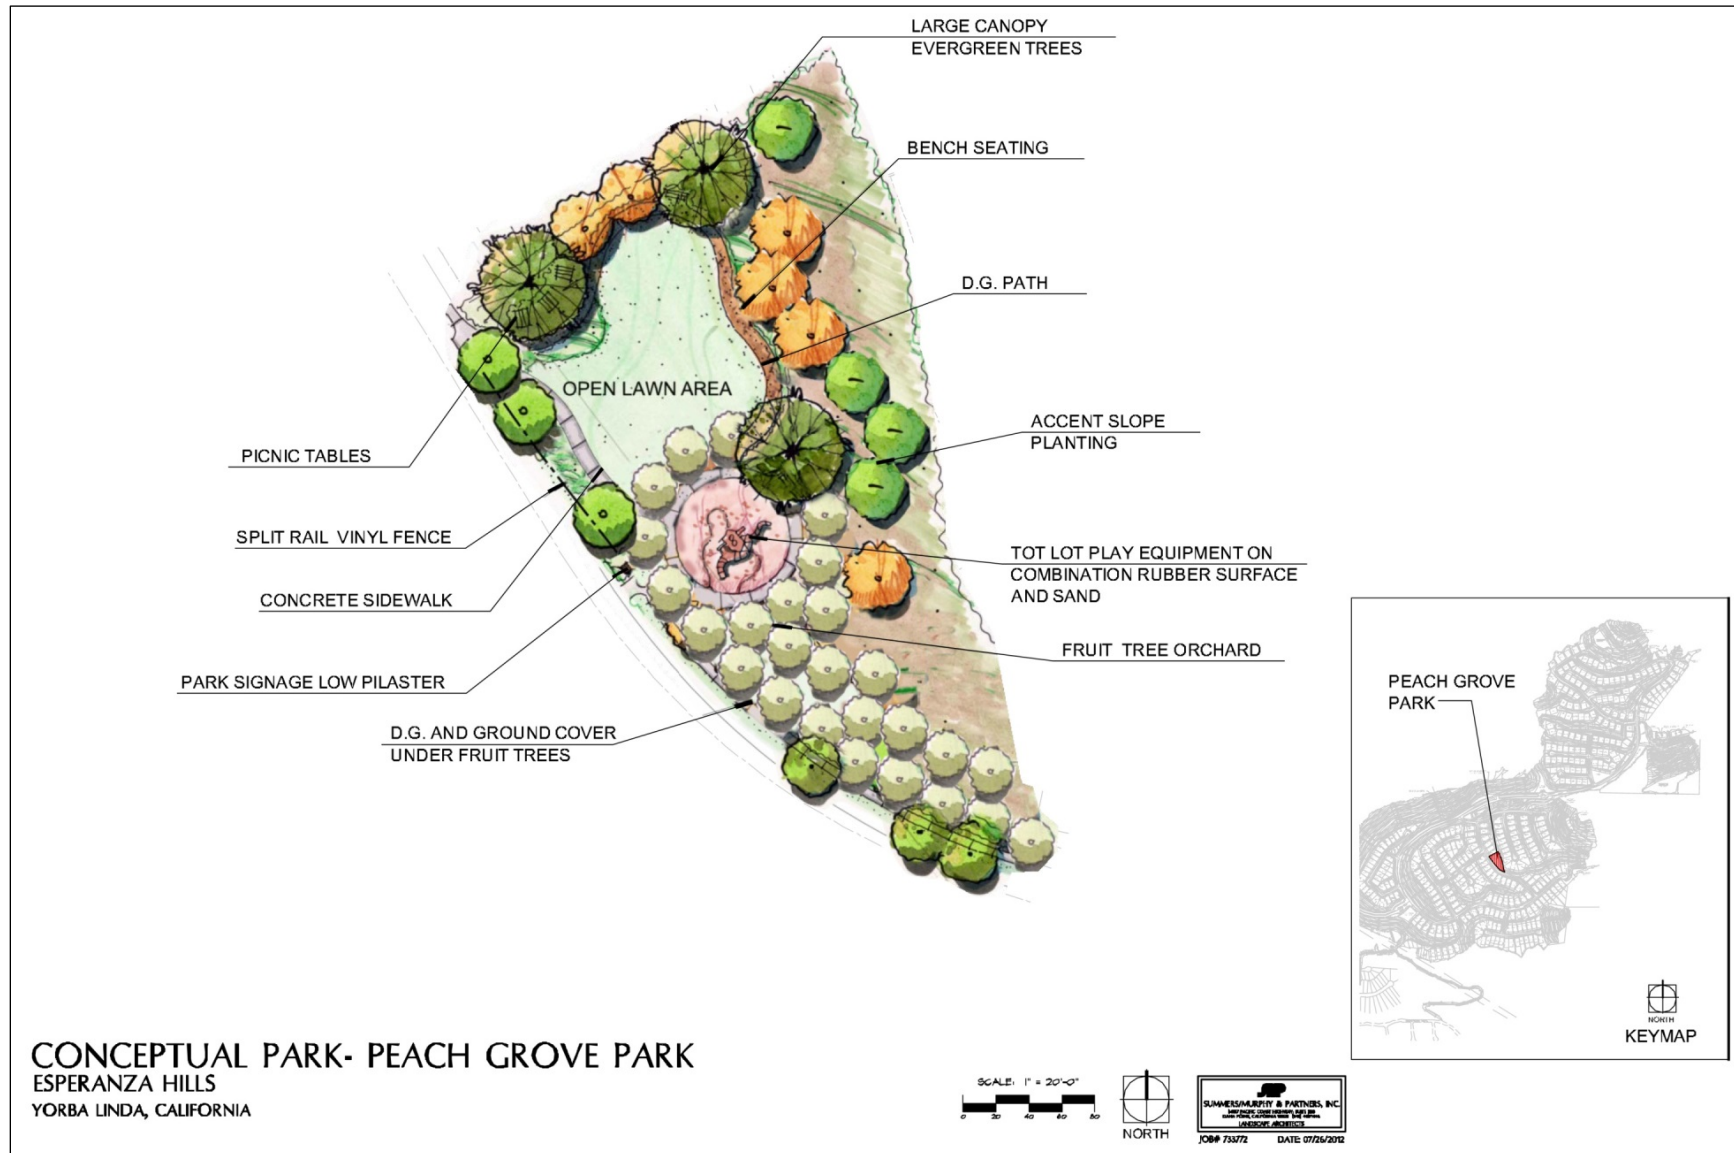 LARGE CANOPY
EVERGREEN TREES
BENCH SEATING
D.G. PATH
OPEN LAWN AREA
ACCENT SLOPE
PLANTING
PICNIC TABLES
SPLIT RAIL VINYL FENCE
TOT LOT PLAY EQUIPMENT ON
COMBINATION RUBBER SURFACE
AND SAND
CONCRETE SIDEWALK
FRUIT TREE ORCHARD
PARK SIGNAGE LOW PILASTER
D.G. AND GROUND COVER
UNDER FRUIT TREES
PEACH GROVE
PARK
NORTH
KEYMAP
CONCEPTUAL PARK- PEACH GROVE PARK
ESPERANZA HILLS
YORBA LINDA, CALIFORNIA
SCALE: 1" = 20'-0"
0 20 40 60 80
NORTH
SUMMERS/MURPHY & PARTNERS, INC.
LANDSCAPE ARCHITECTS
JOB# 733772 DATE: 07/26/2012